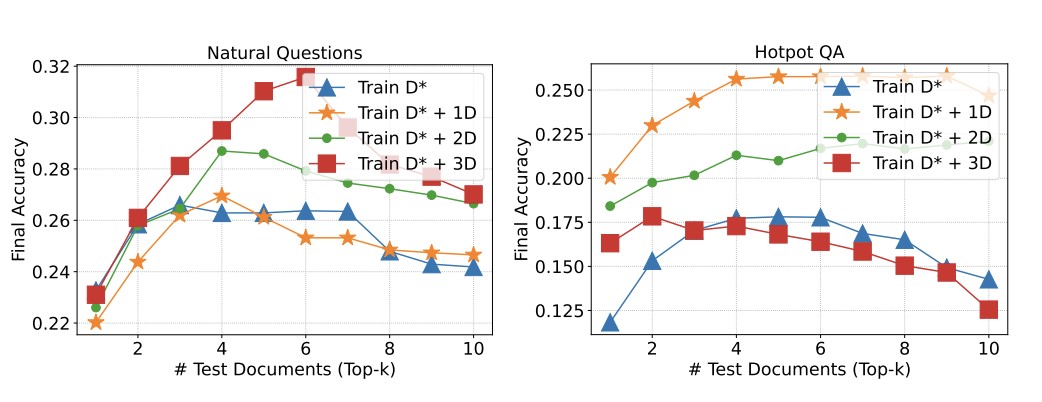 Natural Questions
Final Accuracy
0.32
0.30
0.28
0.26
0.24
0.22
2
4
6
8
10
# Test Documents (Top-k)
Train D*
Train D* + 1D
Train D* + 2D
Train D* + 3D
Hotpot QA
Final Accuracy
0.250
0.225
0.200
0.175
0.150
0.125
2
4
6
8
10
# Test Documents (Top-k)
Train D*
Train D* + 1D
Train D* + 2D
Train D* + 3D